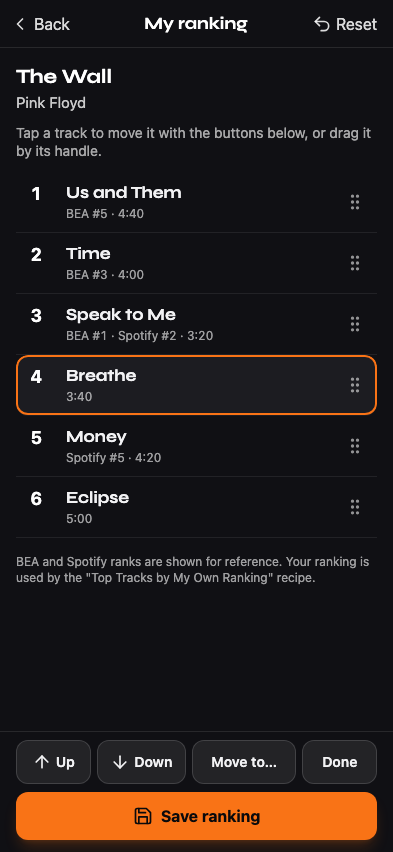 Back
My ranking
Reset
The Wall
Pink Floyd
Tap a track to move it with the buttons below, or drag it
by its handle.
1
Us and Them
BEA #5 · 4:40
2
Time
BEA #3 · 4:00
3
Speak to Me
BEA #1 · Spotify #2 · 3:20
4
Breathe
3:40
5
Money
Spotify #5 · 4:20
6
Eclipse
5:00
BEA and Spotify ranks are shown for reference. Your ranking is
used by the "Top Tracks by My Own Ranking" recipe.
Up
Down
Move to...
Done
Save ranking